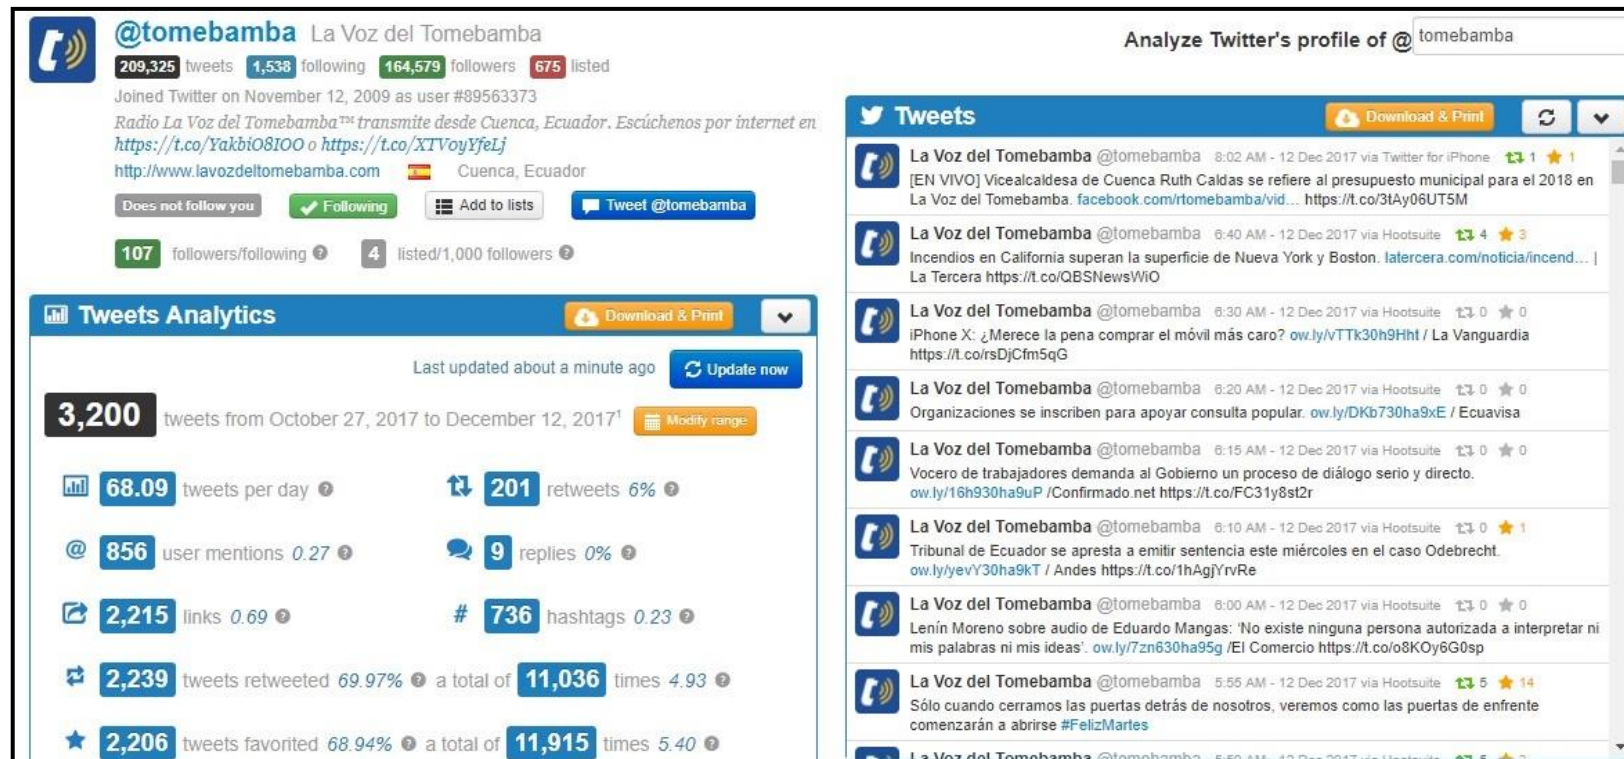 @tomebamba La Voz del Tomebamba
209,325 tweets 1,538 following 164,579 followers 675 listed
Joined Twitter on November 12, 2009 as user #89563373
Radio La Voz del Tomebamba™ transmite desde Cuenca, Ecuador. Escúchenos por internet en
https://t.co/YakbiO8IOO o https://t.co/XTVoyYfeLj
http://www.lavozdeltomebamba.com Cuenca, Ecuador
Does not follow you Following Add to lists Tweet @tomebamba
107 followers/following ? 4 listed/1,000 followers ?
Tweets Analytics Download & Print
Last updated about a minute ago Update now
3,200 tweets from October 27, 2017 to December 12, 2017¹ Modify range
68.09 tweets per day ? 201 retweets 6% ?
@ 856 user mentions 0.27 ? 9 replies 0% ?
2,215 links 0.69 ? # 736 hashtags 0.23 ?
2,239 tweets retweeted 69.97% ? a total of 11,036 times 4.93 ?
2,206 tweets favorited 68.94% ? a total of 11,915 times 5.40 ?
Analyze Twitter's profile of @ tomebamba
Tweets Download & Print
La Voz del Tomebamba @tomebamba 8:02 AM - 12 Dec 2017 via Twitter for iPhone 1 1
[EN VIVO] Vicealcaldesa de Cuenca Ruth Caldas se refiere al presupuesto municipal para el 2018 en
La Voz del Tomebamba. facebook.com/rtomebamba/vid... https://t.co/3tAy06UT5M
La Voz del Tomebamba @tomebamba 6:40 AM - 12 Dec 2017 via Hootsuite 4 3
Incendios en California superan la superficie de Nueva York y Boston. latercera.com/noticia/incend... |
La Tercera https://t.co/QBSNewsWiO
La Voz del Tomebamba @tomebamba 6:30 AM - 12 Dec 2017 via Hootsuite 0 0
iPhone X: ¿Merece la pena comprar el móvil más caro? ow.ly/vTTk30h9Hht / La Vanguardia
https://t.co/rsDjCfm5qG
La Voz del Tomebamba @tomebamba 6:20 AM - 12 Dec 2017 via Hootsuite 0 0
Organizaciones se inscriben para apoyar consulta popular. ow.ly/DKb730ha9xE / Ecuavisa
La Voz del Tomebamba @tomebamba 6:15 AM - 12 Dec 2017 via Hootsuite 0 0
Vocero de trabajadores demanda al Gobierno un proceso de diálogo serio y directo.
ow.ly/16h930ha9uP /Confirmado.net https://t.co/FC31y8st2r
La Voz del Tomebamba @tomebamba 6:10 AM - 12 Dec 2017 via Hootsuite 0 1
Tribunal de Ecuador se apresta a emitir sentencia este miércoles en el caso Odebrecht.
ow.ly/yevY30ha9kT / Andes https://t.co/1hAgjYrvRe
La Voz del Tomebamba @tomebamba 6:00 AM - 12 Dec 2017 via Hootsuite 0 0
Lenín Moreno sobre audio de Eduardo Mangas: ‘No existe ninguna persona autorizada a interpretar ni
mis palabras ni mis ideas’. ow.ly/7zn630ha95g /El Comercio https://t.co/o8KOy6G0sp
La Voz del Tomebamba @tomebamba 5:55 AM - 12 Dec 2017 via Hootsuite 5 14
Sólo cuando cerramos las puertas detrás de nosotros, veremos como las puertas de enfrente
comenzarán a abrirse #FelizMartes
La Voz del Tomebamba @tomebamba 5:50 AM - 12 Dec 2017 via Hootsuite 5